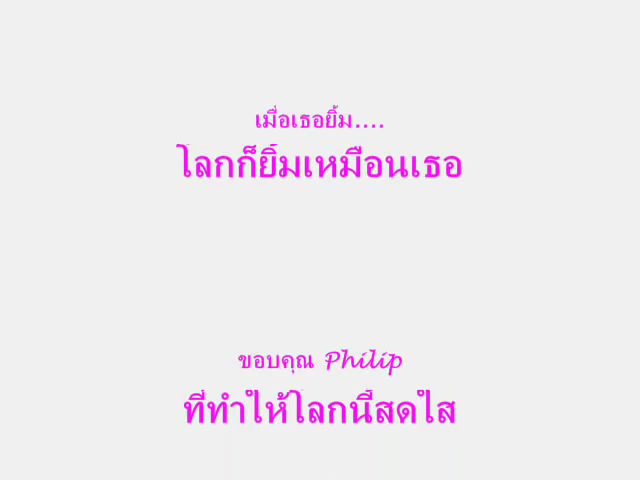 เมื่อเธอยิ้ม....
โลกก็ยิ้มเหมือนเธอ
ขอบคุณ Philip
ที่ทำให้โลกนี้สดใส